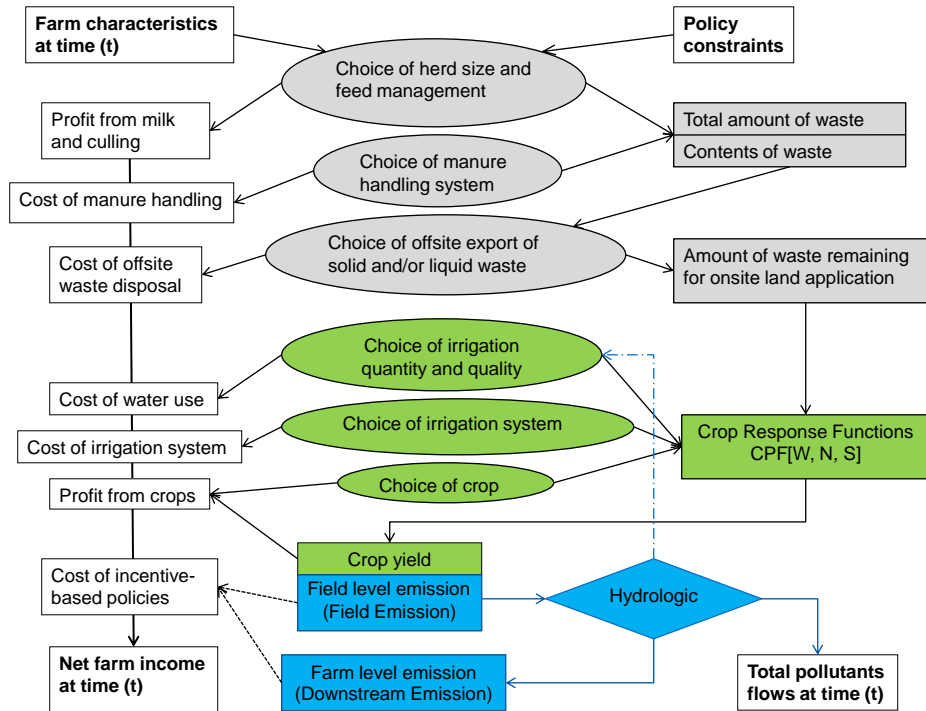 Farm characteristics
at time (t)
Policy
constraints
Choice of herd size and
feed management
Profit from milk
and culling
Total amount of waste
Contents of waste
Choice of manure
handling system
Cost of manure handling
Choice of offsite export of
solid and/or liquid waste
Cost of offsite
waste disposal
Amount of waste remaining
for onsite land application
Choice of irrigation
quantity and quality
Cost of water use
Choice of irrigation system
Cost of irrigation system
Crop Response Functions
CPF[W, N, S]
Profit from crops
Choice of crop
Crop yield
Cost of incentive-
based policies
Field level emission
(Field Emission)
Hydrologic
Net farm income
at time (t)
Farm level emission
(Downstream Emission)
Total pollutants
flows at time (t)